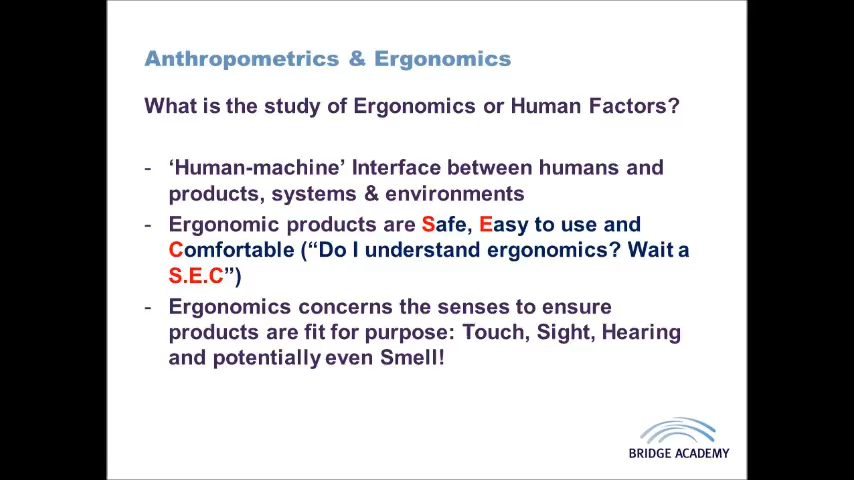 Anthropometrics & Ergonomics
What is the study of Ergonomics or Human Factors?
- ‘Human-machine’ Interface between humans and
products, systems & environments
- Ergonomic products are Safe, Easy to use and
Comfortable (“Do I understand ergonomics? Wait a
S.E.C”)
- Ergonomics concerns the senses to ensure
products are fit for purpose: Touch, Sight, Hearing
and potentially even Smell!
BRIDGE ACADEMY